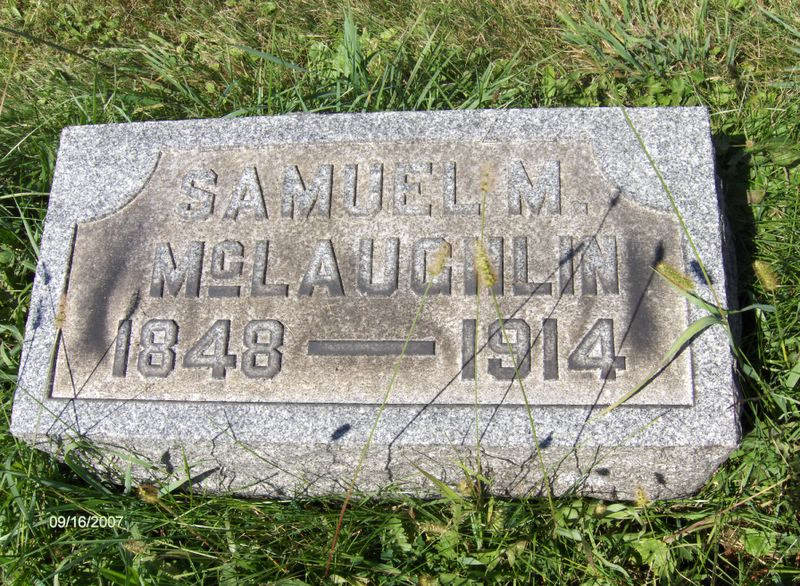 SAMUEL M.
McLAUGHLIN
1848 — 1914
09/16/2007